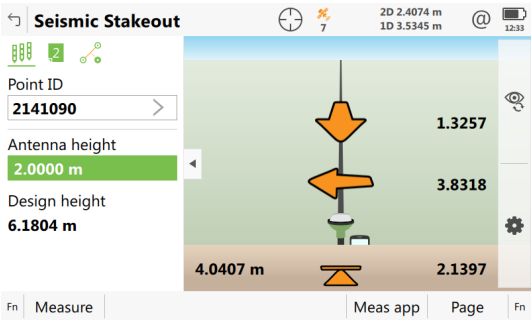 Seismic Stakeout
7
2D 2.4074 m
1D 3.5345 m
@
12:33
2
Point ID
2141090
Antenna height
2.0000 m
Design height
6.1804 m
1.3257
3.8318
4.0407 m
2.1397
Fn
Measure
Meas app
Page
Fn